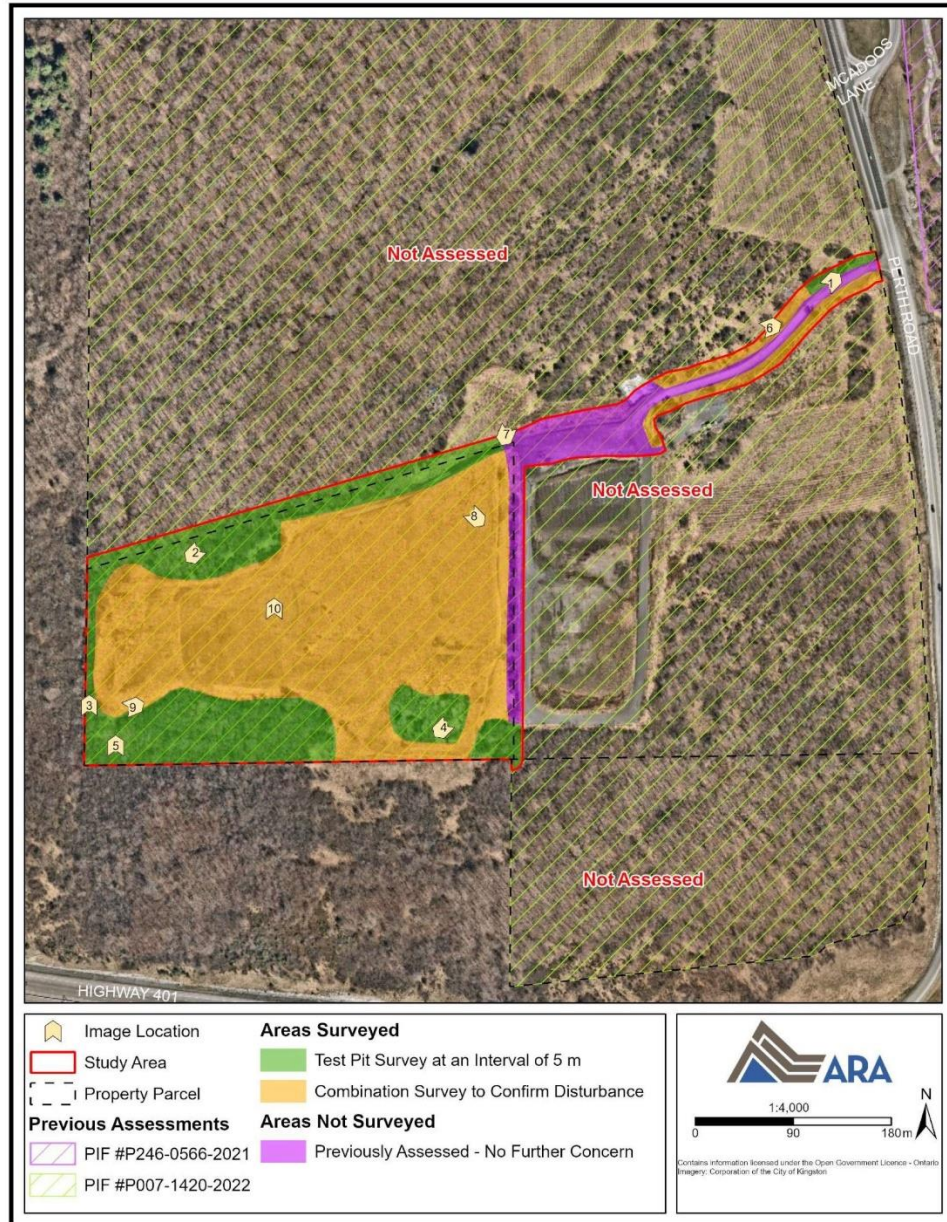 MCADOOS
LANE
Not Assessed
PERTH ROAD
1
6
7
Not Assessed
8
2
10
3
9
4
5
Not Assessed
HIGHWAY 401
Image Location
Study Area
Property Parcel
Previous Assessments
PIF #P246-0566-2021
PIF #P007-1420-2022
Areas Surveyed
Test Pit Survey at an Interval of 5 m
Combination Survey to Confirm Disturbance
Areas Not Surveyed
Previously Assessed - No Further Concern
ARA
N
1:4,000
0 90 180 m
Contains information licensed under the Open Government Licence - Ontario
Imagery: Corporation of the City of Kingston